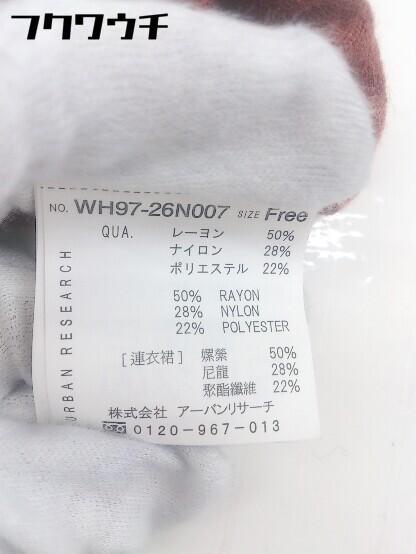 フクワウチ
NO. WH97-26N007 SIZE Free
QUA. レーヨン 50%
ナイロン 28%
ポリエステル 22%
50% RAYON
28% NYLON
22% POLYESTER
[連衣裙] 嫘縈 50%
尼龍 28%
聚酯纖維 22%
株式会社 アーバンリサーチ
0120-967-013
URBAN RESEARCH